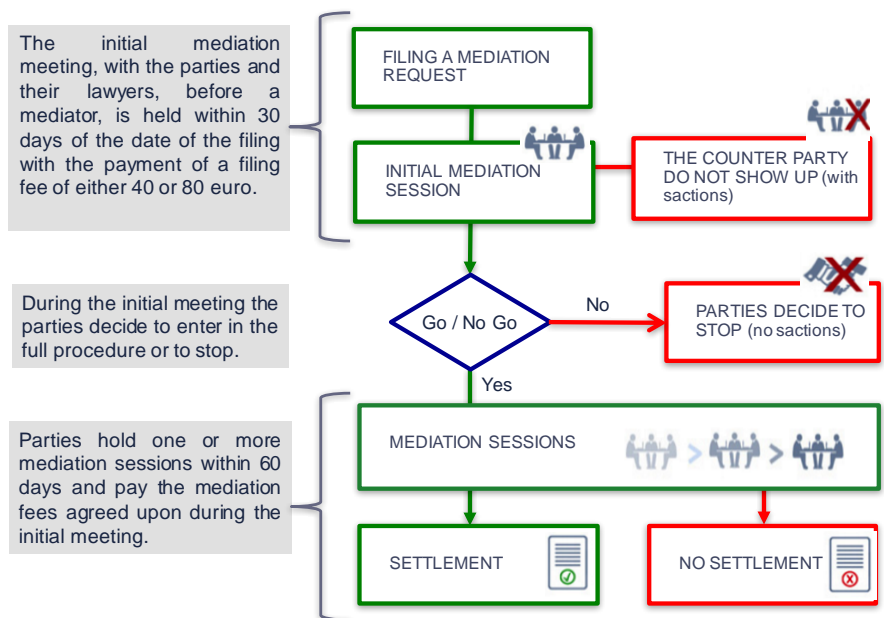 The initial mediation
meeting, with the parties and
their lawyers, before a
mediator, is held within 30
days of the date of the filing
with the payment of a filing
fee of either 40 or 80 euro.
FILING A MEDIATION
REQUEST
INITIAL MEDIATION
SESSION
THE COUNTER PARTY
DO NOT SHOW UP (with
sactions)
During the initial meeting the
parties decide to enter in the
full procedure or to stop.
Go / No Go
No
PARTIES DECIDE TO
STOP (no sactions)
Yes
Parties hold one or more
mediation sessions within 60
days and pay the mediation
fees agreed upon during the
initial meeting.
MEDIATION SESSIONS
> >
SETTLEMENT
NO SETTLEMENT